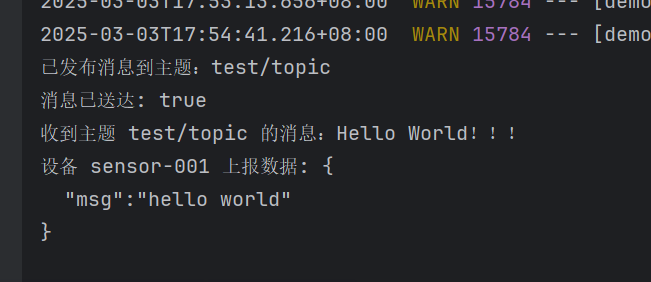 2025-03-03T17:53:13.658+08:00  WARN 15784 --- [demo
2025-03-03T17:54:41.216+08:00  WARN 15784 --- [demo
已发布消息到主题：test/topic
消息已送达: true
收到主题 test/topic 的消息：Hello World！！！
设备 sensor-001 上报数据: {
  "msg":"hello world"
}